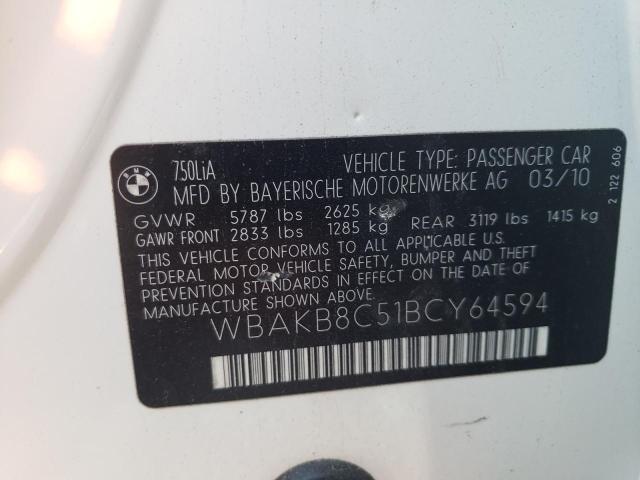 BMW
750LiA VEHICLE TYPE: PASSENGER CAR
MFD BY BAYERISCHE MOTORENWERKE AG 03/10
GVWR 5787 lbs 2625 kg
GAWR FRONT 2833 lbs 1285 kg REAR 3119 lbs 1415 kg
THIS VEHICLE CONFORMS TO ALL APPLICABLE U.S.
FEDERAL MOTOR VEHICLE SAFETY, BUMPER AND THEFT
PREVENTION STANDARDS IN EFFECT ON THE DATE OF
MANUFACTURE SHOWN ABOVE.
WBAKB8C51BCY64594
2 122 606